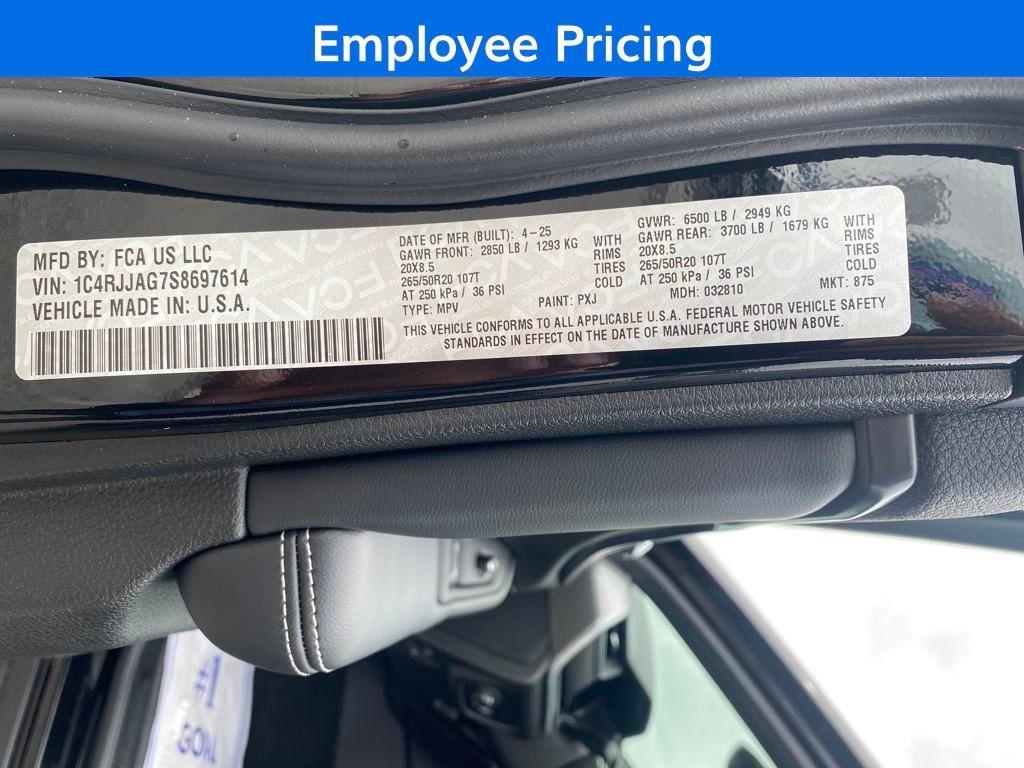 Employee Pricing
MFD BY: FCA US LLC
VIN: 1C4RJJAG7S8697614
VEHICLE MADE IN: U.S.A.
DATE OF MFR (BUILT): 4-25
GAWR FRONT: 2850 LB / 1293 KG WITH
20X8.5 RIMS
265/50R20 107T TIRES
AT 250 kPa / 36 PSI COLD
TYPE: MPV PAINT: PXJ
GVWR: 6500 LB / 2949 KG
GAWR REAR: 3700 LB / 1679 KG WITH
20X8.5 RIMS
265/50R20 107T TIRES
AT 250 kPa / 36 PSI COLD
MDH: 032810 MKT: 875
THIS VEHICLE CONFORMS TO ALL APPLICABLE U.S.A. FEDERAL MOTOR VEHICLE SAFETY
STANDARDS IN EFFECT ON THE DATE OF MANUFACTURE SHOWN ABOVE.